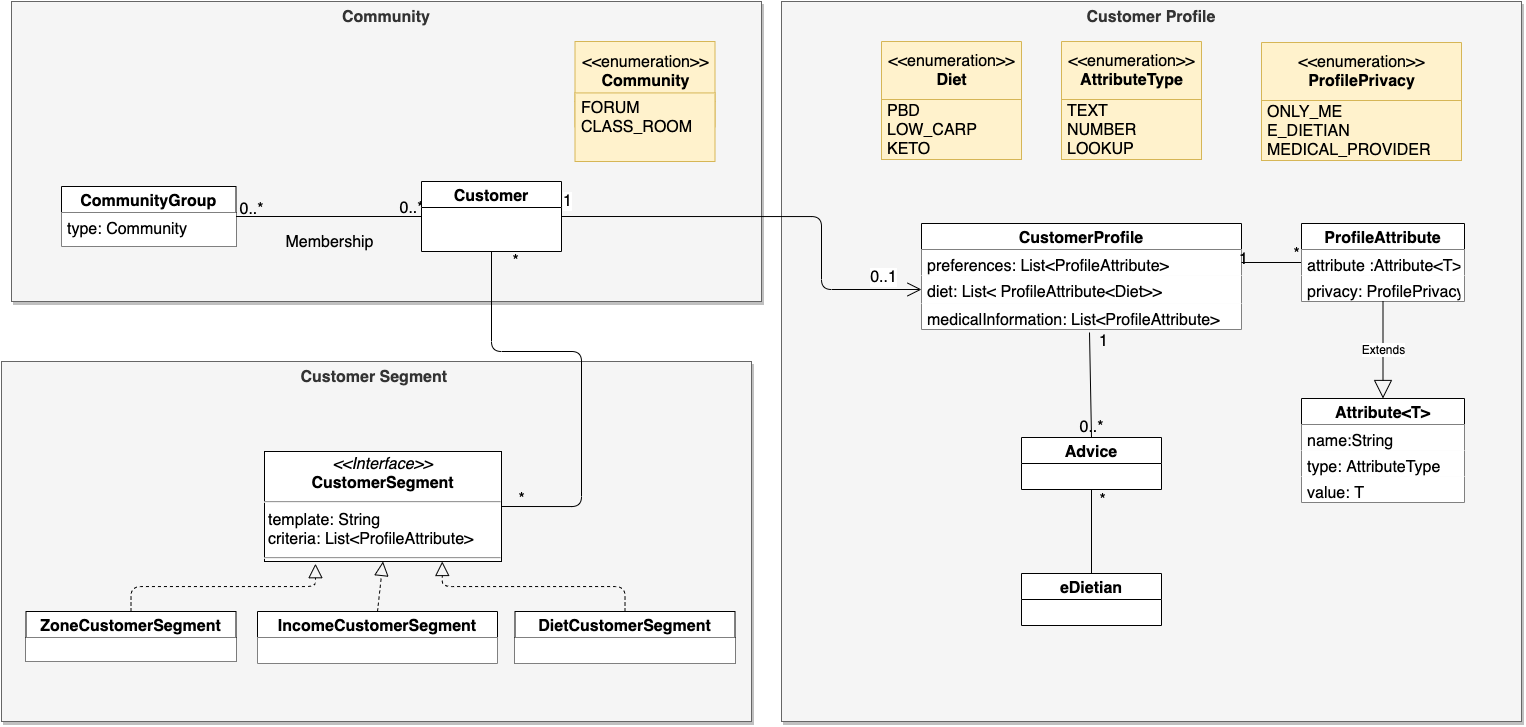 Community
<<enumeration>>
Community
FORUM
CLASS_ROOM
CommunityGroup
type: Community
0..*
Membership
0..*
Customer
1
*
Customer Segment
<<Interface>>
CustomerSegment
template: String
criteria: List<ProfileAttribute>
*
ZoneCustomerSegment
IncomeCustomerSegment
DietCustomerSegment
Customer Profile
<<enumeration>>
Diet
PBD
LOW_CARP
KETO
<<enumeration>>
AttributeType
TEXT
NUMBER
LOOKUP
<<enumeration>>
ProfilePrivacy
ONLY_ME
E_DIETIAN
MEDICAL_PROVIDER
0..1
CustomerProfile
preferences: List<ProfileAttribute>
diet: List< ProfileAttribute<Diet>>
medicalInformation: List<ProfileAttribute>
1
*
ProfileAttribute
attribute :Attribute<T>
privacy: ProfilePrivacy
Extends
Attribute<T>
name:String
type: AttributeType
value: T
1
0..*
Advice
*
eDietian